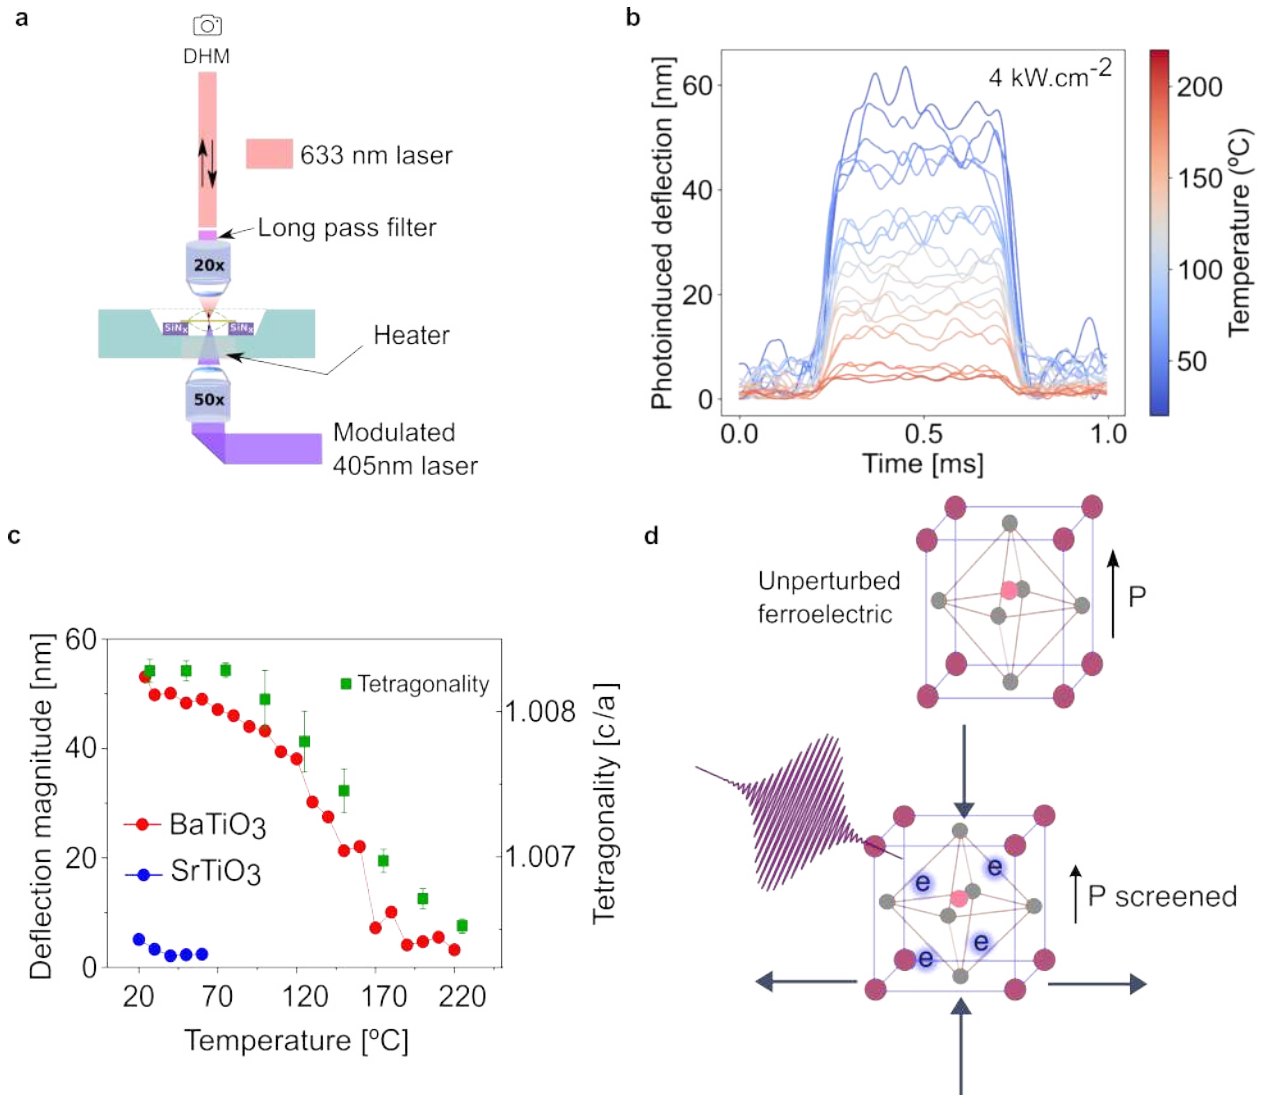 a
DHM
633 nm laser
Long pass filter
20x
SiNx
SiNx
Heater
50x
Modulated
405nm laser
b
4 kW.cm-2
Photoinduced deflection [nm]
60
40
20
0
0.0
0.5
1.0
Time [ms]
200
150
100
50
Temperature (ºC)
c
Deflection magnitude [nm]
60
40
20
0
Tetragonality
BaTiO3
SrTiO3
1.008
1.007
Tetragonality [c/a]
20
70
120
170
220
Temperature [ºC]
d
Unperturbed
ferroelectric
P
e
e
e
e
P screened